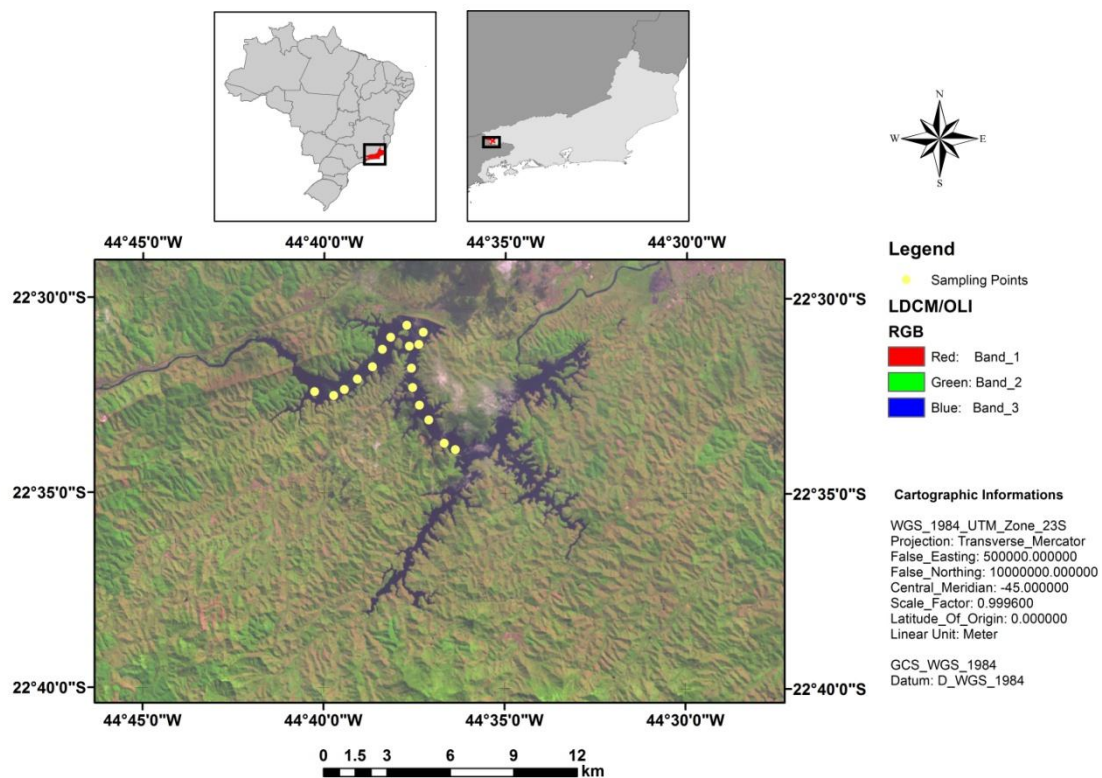 N
W E
S
44°45'0"W 44°40'0"W 44°35'0"W 44°30'0"W
22°30'0"S 22°30'0"S
22°35'0"S 22°35'0"S
22°40'0"S 22°40'0"S
44°45'0"W 44°40'0"W 44°35'0"W 44°30'0"W
0 1.5 3 6 9 12
km
Legend
Sampling Points
LDCM/OLI
RGB
Red: Band_1
Green: Band_2
Blue: Band_3
Cartographic Informations
WGS_1984_UTM_Zone_23S
Projection: Transverse_Mercator
False_Easting: 500000.000000
False_Northing: 10000000.000000
Central_Meridian: -45.000000
Scale_Factor: 0.999600
Latitude_Of_Origin: 0.000000
Linear Unit: Meter
GCS_WGS_1984
Datum: D_WGS_1984